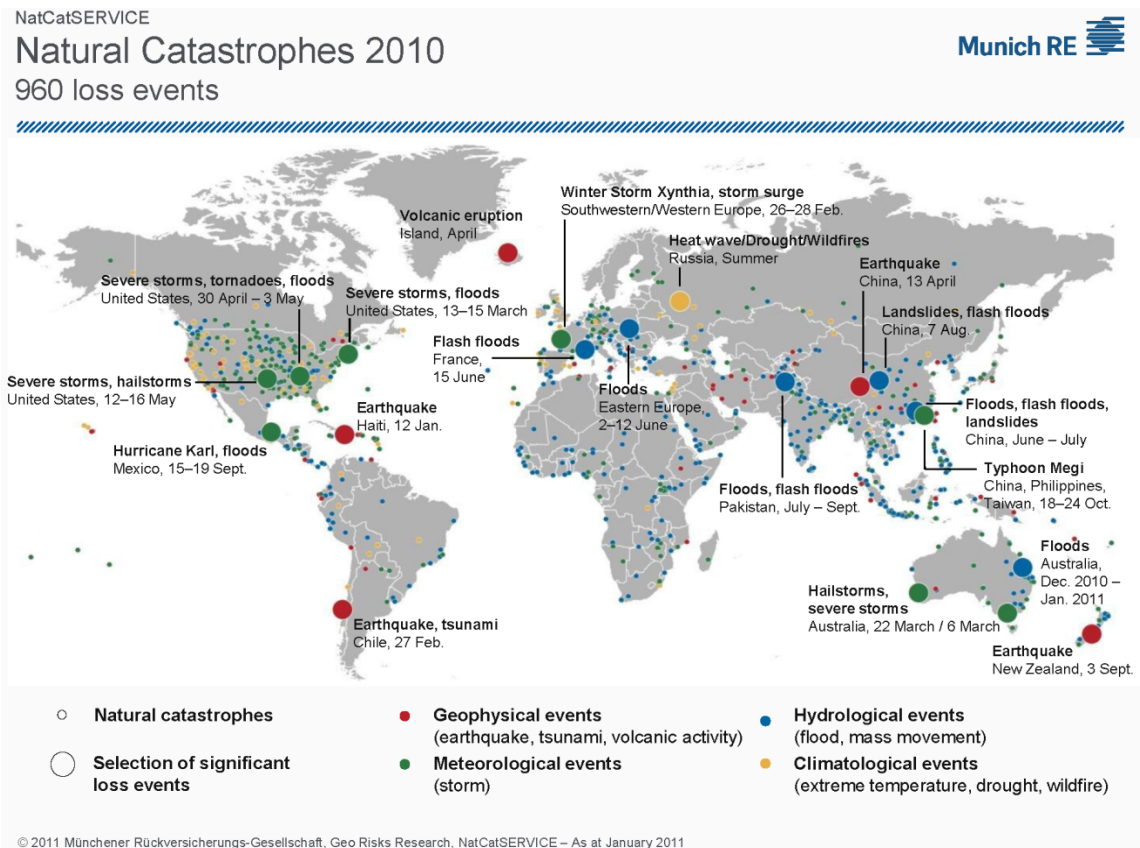 NatCatSERVICE
Natural Catastrophes 2010
960 loss events
Munich RE
Winter Storm Xynthia, storm surge
Southwestern/Western Europe, 26–28 Feb.
Volcanic eruption
Island, April
Heat wave/Drought/Wildfires
Russia, Summer
Earthquake
China, 13 April
Severe storms, tornadoes, floods
United States, 30 April – 3 May
Severe storms, floods
United States, 13–15 March
Landslides, flash floods
China, 7 Aug.
Flash floods
France,
15 June
Severe storms, hailstorms
United States, 12–16 May
Floods
Eastern Europe,
2–12 June
Earthquake
Haiti, 12 Jan.
Floods, flash floods,
landslides
China, June – July
Hurricane Karl, floods
Mexico, 15–19 Sept.
Typhoon Megi
China, Philippines,
Taiwan, 18–24 Oct.
Floods, flash floods
Pakistan, July – Sept.
Floods
Australia,
Dec. 2010 –
Jan. 2011
Hailstorms,
severe storms
Australia, 22 March / 6 March
Earthquake, tsunami
Chile, 27 Feb.
Earthquake
New Zealand, 3 Sept.
Natural catastrophes
Selection of significant
loss events
Geophysical events
(earthquake, tsunami, volcanic activity)
Meteorological events
(storm)
Hydrological events
(flood, mass movement)
Climatological events
(extreme temperature, drought, wildfire)
© 2011 Münchener Rückversicherungs-Gesellschaft, Geo Risks Research, NatCatSERVICE – As at January 2011